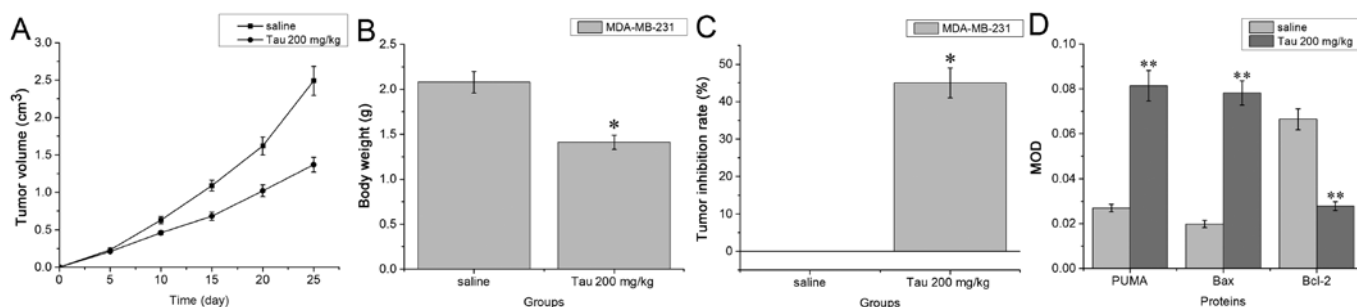 A
saline
Tau 200 mg/kg
Tumor volume (cm3)
3.0
2.5
2.0
1.5
1.0
0.5
0.0
0 5 10 15 20 25
Time (day)
B
MDA-MB-231
Body weight (g)
2.5
2.0
1.5
1.0
0.5
0.0
*
saline Tau 200 mg/kg
Groups
C
MDA-MB-231
Tumor inhibition rate (%)
50
40
30
20
10
0
*
saline Tau 200 mg/kg
Groups
D
saline
Tau 200 mg/kg
MOD
0.10
0.08
0.06
0.04
0.02
0.00
**
**
**
PUMA Bax Bcl-2
Proteins